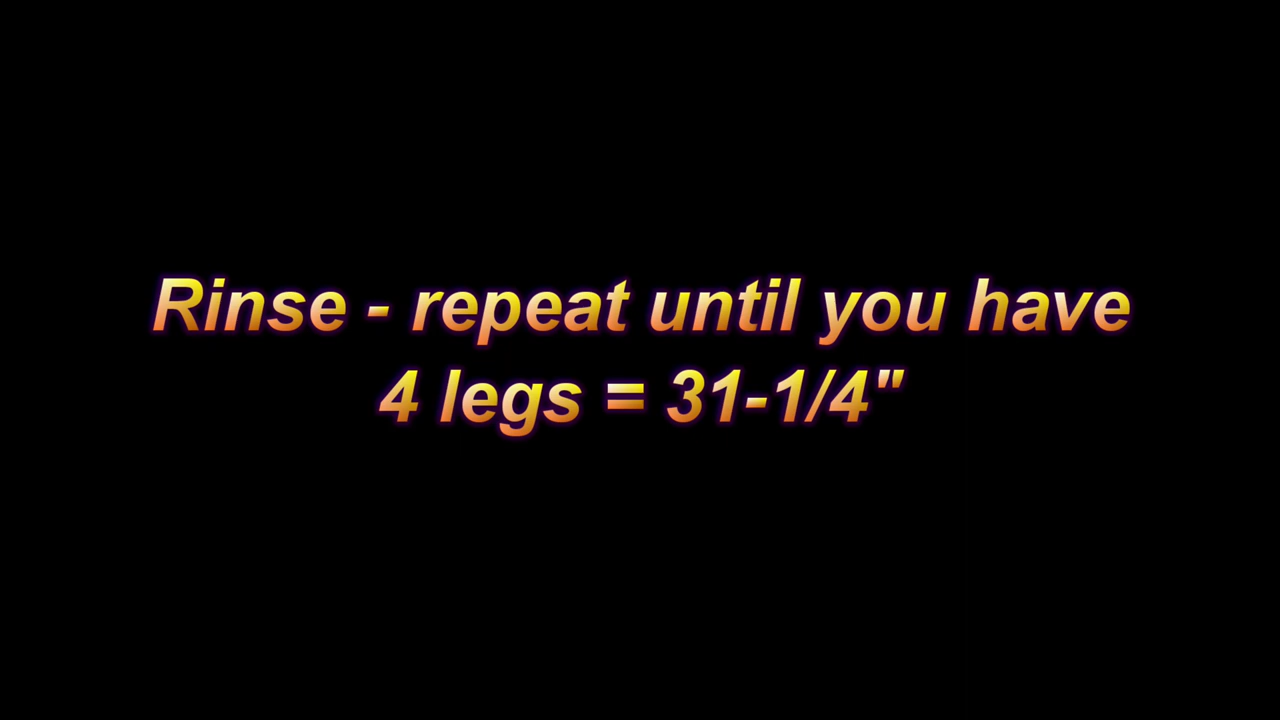 Rinse - repeat until you have
4 legs = 31-1/4"